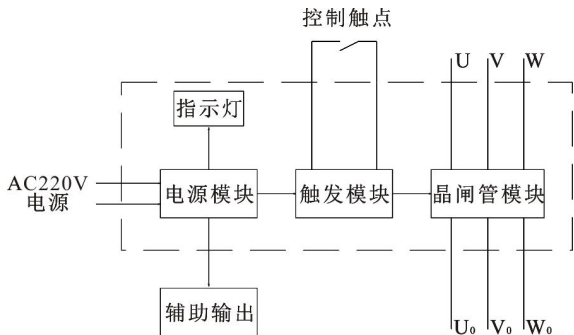 控制触点
U V W
指示灯
AC220V
电源
电源模块
触发模块
晶闸管模块
辅助输出
U₀ V₀ W₀